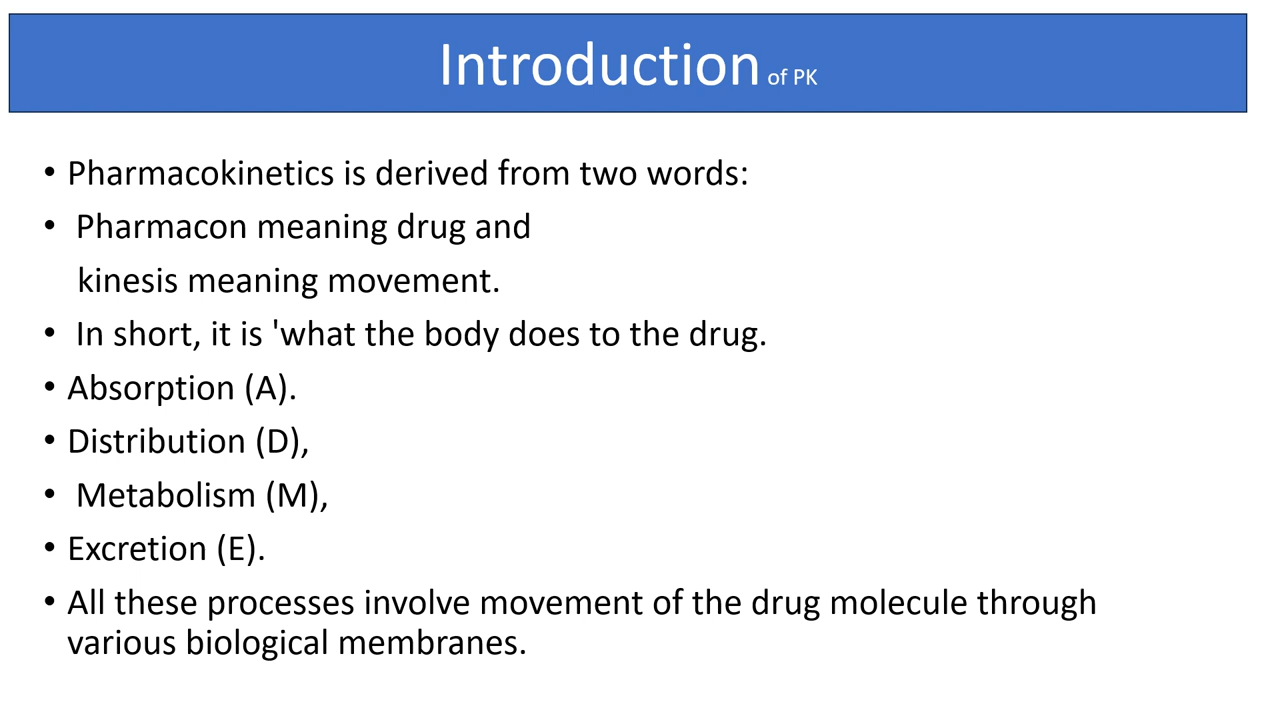 Introduction of PK
• Pharmacokinetics is derived from two words:
• Pharmacon meaning drug and
kinesis meaning movement.
• In short, it is 'what the body does to the drug.
• Absorption (A).
• Distribution (D),
• Metabolism (M),
• Excretion (E).
• All these processes involve movement of the drug molecule through
various biological membranes.